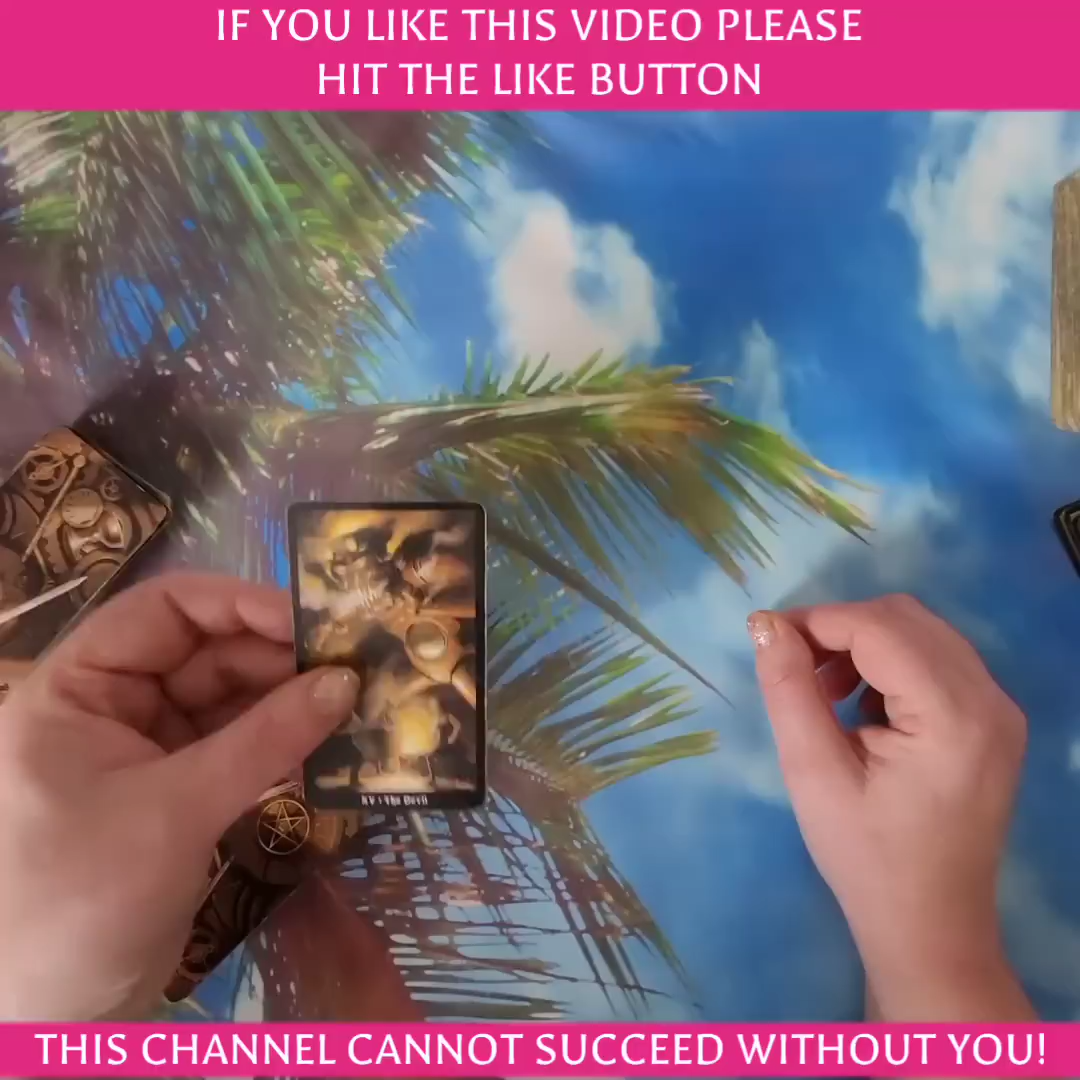 IF YOU LIKE THIS VIDEO PLEASE
HIT THE LIKE BUTTON
XV : The Devil
THIS CHANNEL CANNOT SUCCEED WITHOUT YOU!